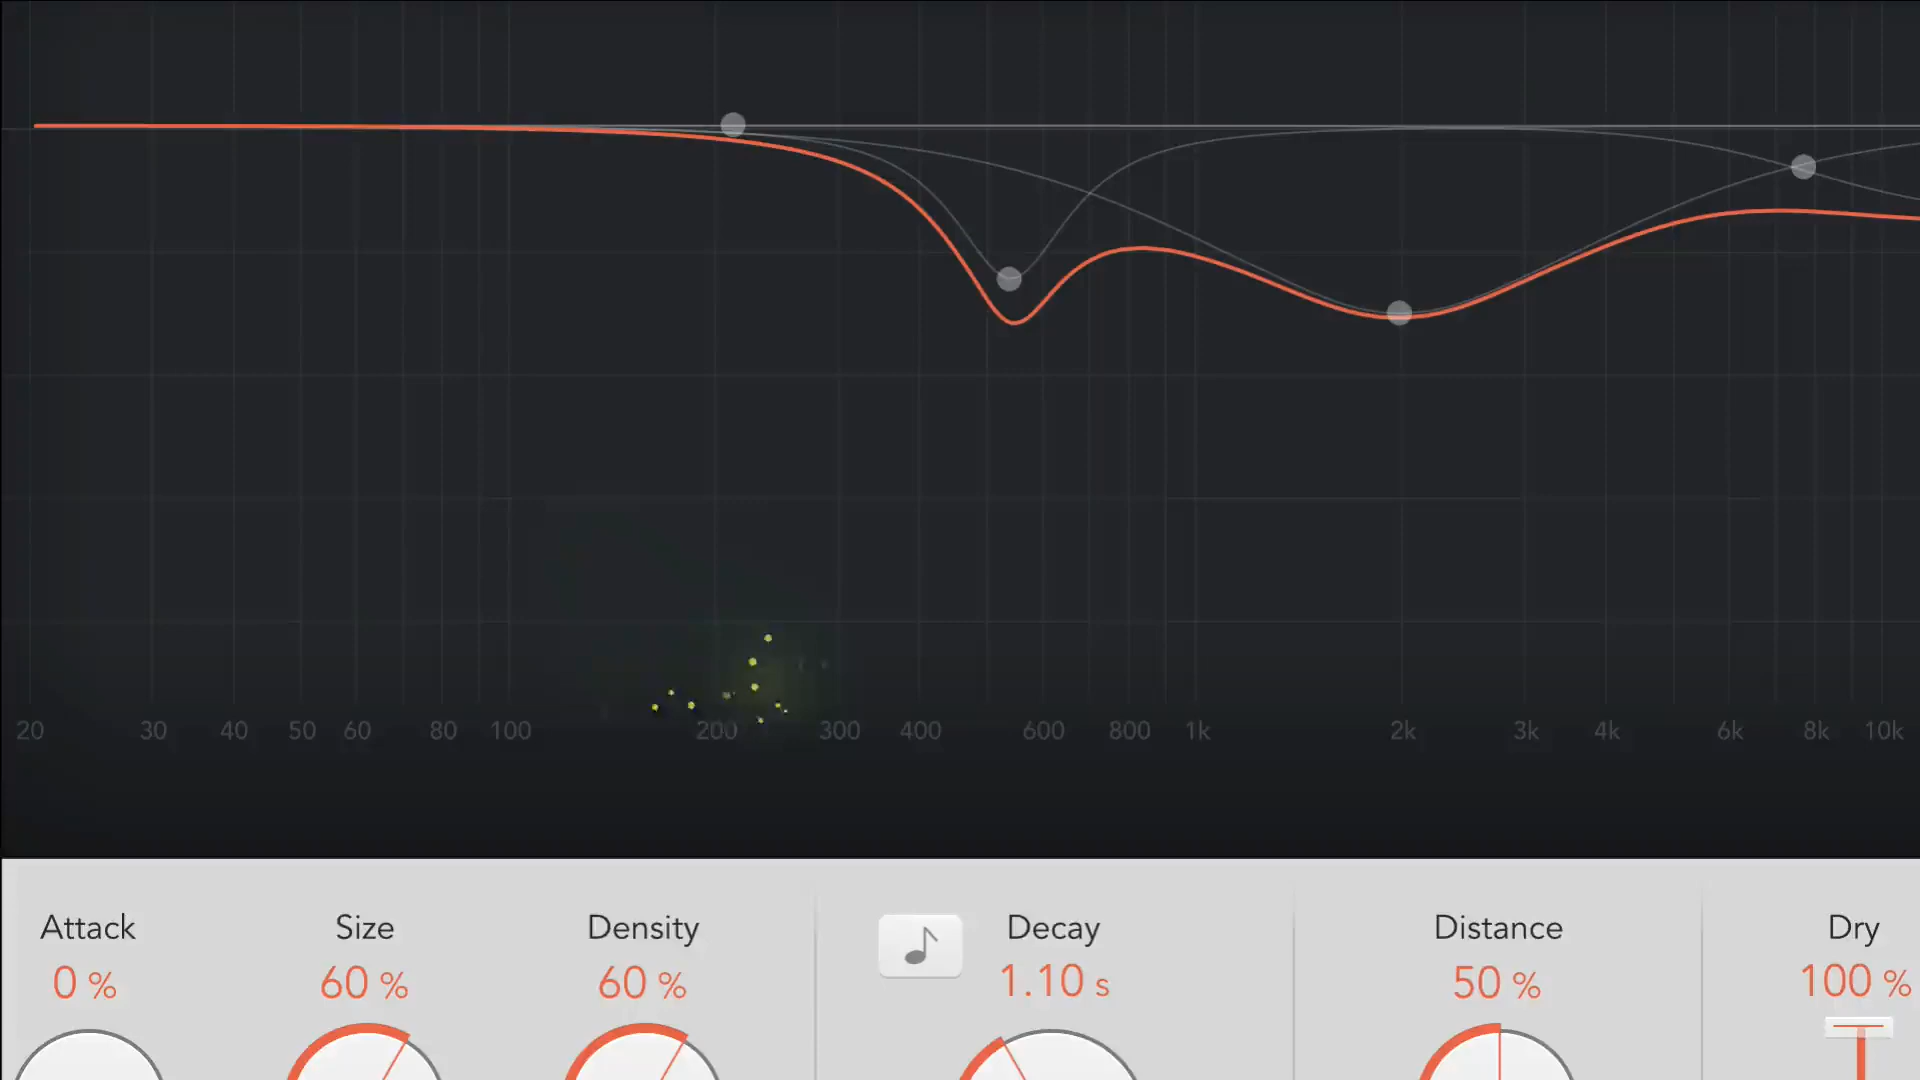 20 30 40 50 60 80 100 200 300 400 600 800 1k 2k 3k 4k 6k 8k 10k
Attack Size Density Decay Distance Dry
0 % 60 % 60 % 1.10 s 50 % 100 %